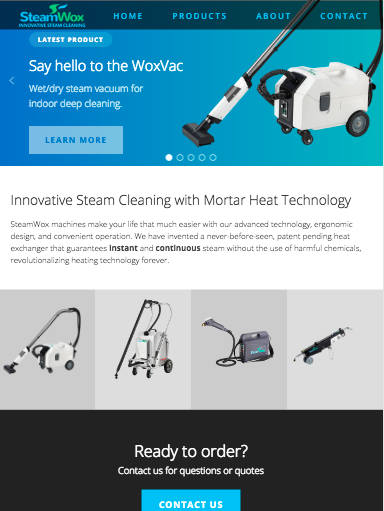 SteamWox
INNOVATIVE STEAM CLEANING
HOME PRODUCTS ABOUT CONTACT
LATEST PRODUCT
Say hello to the WoxVac
Wet/dry steam vacuum for
indoor deep cleaning.
LEARN MORE
Innovative Steam Cleaning with Mortar Heat Technology
SteamWox machines make your life that much easier with our advanced technology, ergonomic
design, and convenient operation. We have invented a never-before-seen, patent pending heat
exchanger that guarantees instant and continuous steam without the use of harmful chemicals,
revolutionalizing heating technology forever.
Ready to order?
Contact us for questions or quotes
CONTACT US